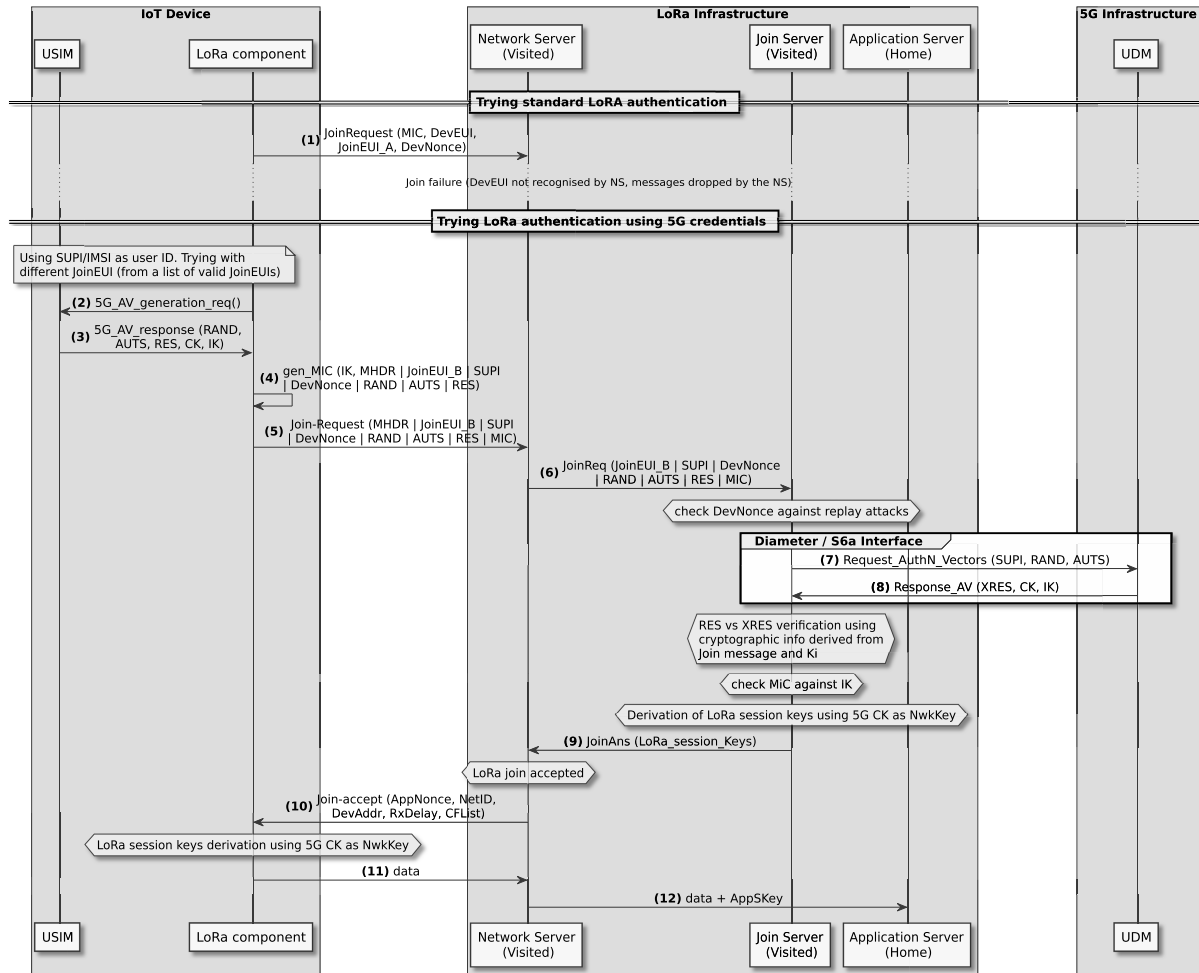 IoT Device
LoRa Infrastructure
5G Infrastructure
USIM
LoRa component
Network Server
(Visited)
Join Server
(Visited)
Application Server
(Home)
UDM
Trying standard LoRA authentication
(1) JoinRequest (MIC, DevEUI,
JoinEUI_A, DevNonce)
Join failure (DevEUI not recognised by NS, messages dropped by the NS)
Trying LoRa authentication using 5G credentials
Using SUPI/IMSI as user ID. Trying with
different JoinEUI (from a list of valid JoinEUIs)
(2) 5G_AV_generation_req()
(3) 5G_AV_response (RAND,
AUTS, RES, CK, IK)
(4) gen_MIC (IK, MHDR | JoinEUI_B | SUPI
| DevNonce | RAND | AUTS | RES)
(5) Join-Request (MHDR | JoinEUI_B | SUPI
| DevNonce | RAND | AUTS | RES | MIC)
(6) JoinReq (JoinEUI_B | SUPI | DevNonce
| RAND | AUTS | RES | MIC)
check DevNonce against replay attacks
Diameter / S6a Interface
(7) Request_AuthN_Vectors (SUPI, RAND, AUTS)
(8) Response_AV (XRES, CK, IK)
RES vs XRES verification using
cryptographic info derived from
Join message and Ki
check MiC against IK
Derivation of LoRa session keys using 5G CK as NwkKey
(9) JoinAns (LoRa_session_Keys)
LoRa join accepted
(10) Join-accept (AppNonce, NetID,
DevAddr, RxDelay, CFList)
LoRa session keys derivation using 5G CK as NwkKey
(11) data
(12) data + AppSKey
USIM
LoRa component
Network Server
(Visited)
Join Server
(Visited)
Application Server
(Home)
UDM